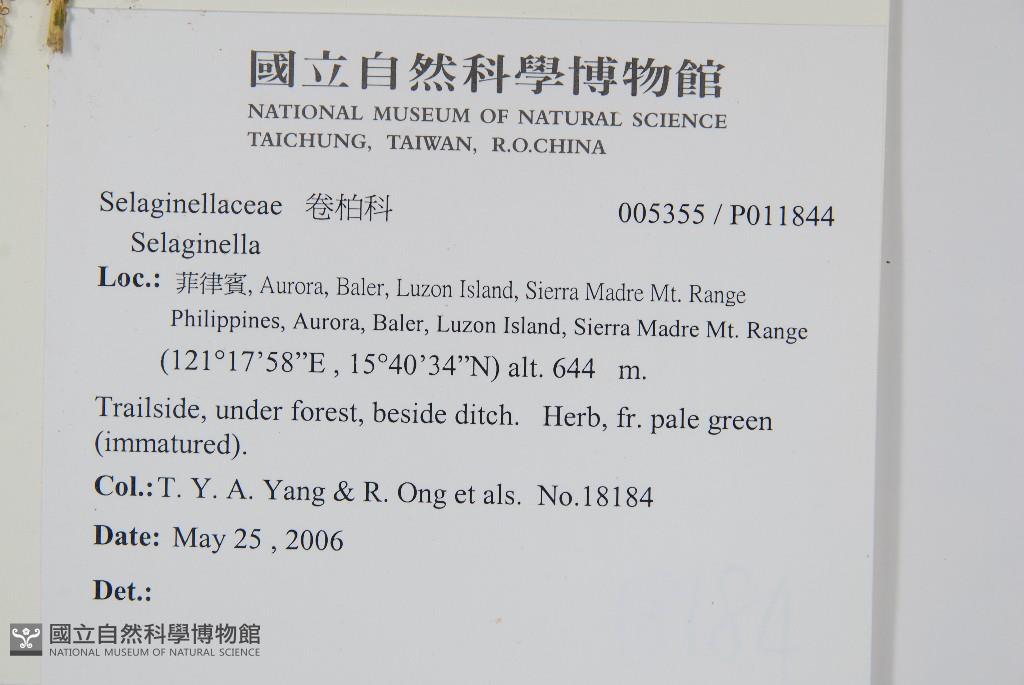 國立自然科學博物館
NATIONAL MUSEUM OF NATURAL SCIENCE
TAICHUNG, TAIWAN, R.O.CHINA
Selaginellaceae 卷柏科 005355 / P011844
Selaginella
Loc.: 菲律賓, Aurora, Baler, Luzon Island, Sierra Madre Mt. Range
Philippines, Aurora, Baler, Luzon Island, Sierra Madre Mt. Range
(121°17’58”E , 15°40’34”N) alt. 644 m.
Trailside, under forest, beside ditch. Herb, fr. pale green
(immatured).
Col.: T. Y. A. Yang & R. Ong et als. No.18184
Date: May 25 , 2006
Det.:
國立自然科學博物館
NATIONAL MUSEUM OF NATURAL SCIENCE